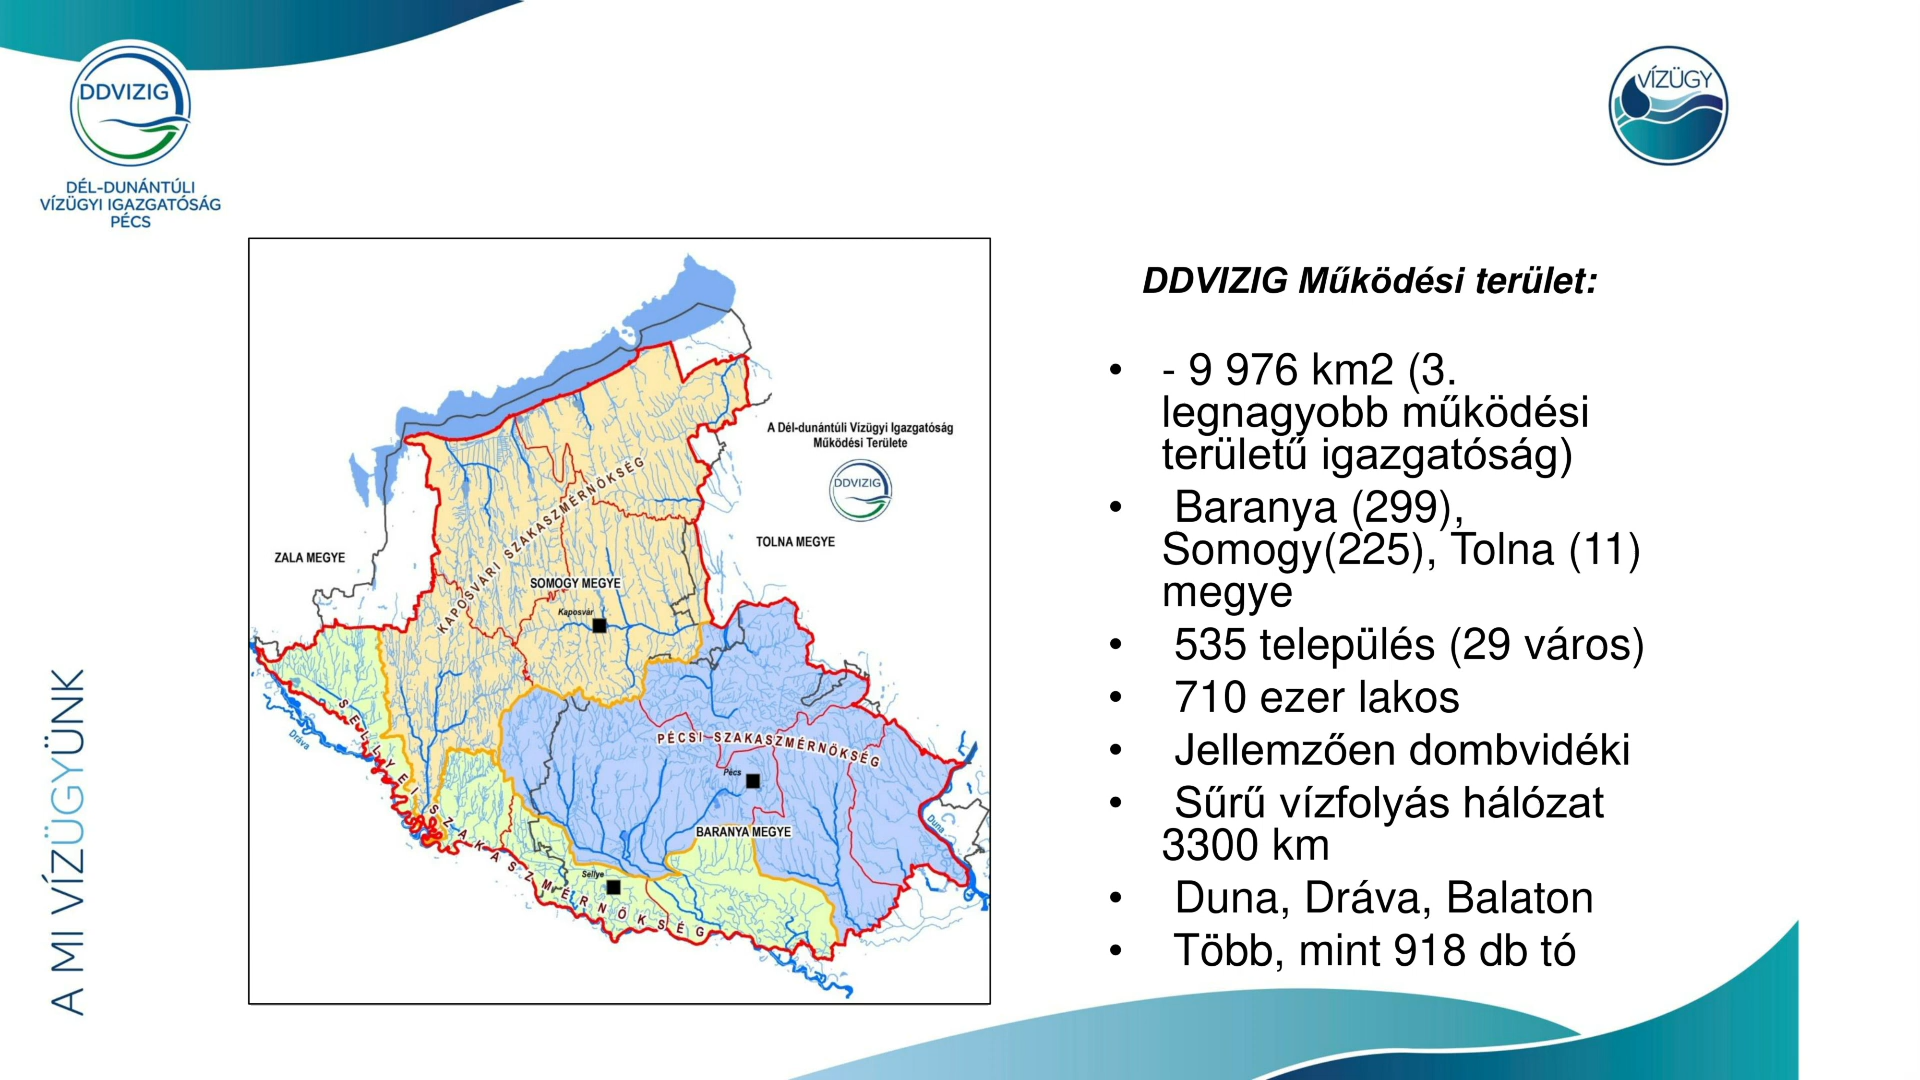 DDVIZIG
DÉL-DUNÁNTÚLI
VÍZÜGYI IGAZGATÓSÁG
PÉCS
VÍZÜGY
A MI VÍZÜGYÜNK
A Dél-dunántúli Vizügyi Igazgatóság
Működési Területe
DDVIZIG
ZALA MEGYE
TOLNA MEGYE
KAPOSVÁRI SZAKASZMÉRNÖKSÉG
SOMOGY MEGYE
Kaposvár
SELLYEI SZAKASZMÉRNÖKSÉG
Dráva
PÉCSI SZAKASZMÉRNÖKSÉG
Pécs
BARANYA MEGYE
Duna
Sellye
DDVIZIG Működési terület:
• - 9 976 km2 (3.
legnagyobb működési
területű igazgatóság)
• Baranya (299),
Somogy(225), Tolna (11)
megye
• 535 település (29 város)
• 710 ezer lakos
• Jellemzően dombvidéki
• Sűrű vízfolyás hálózat
3300 km
• Duna, Dráva, Balaton
• Több, mint 918 db tó